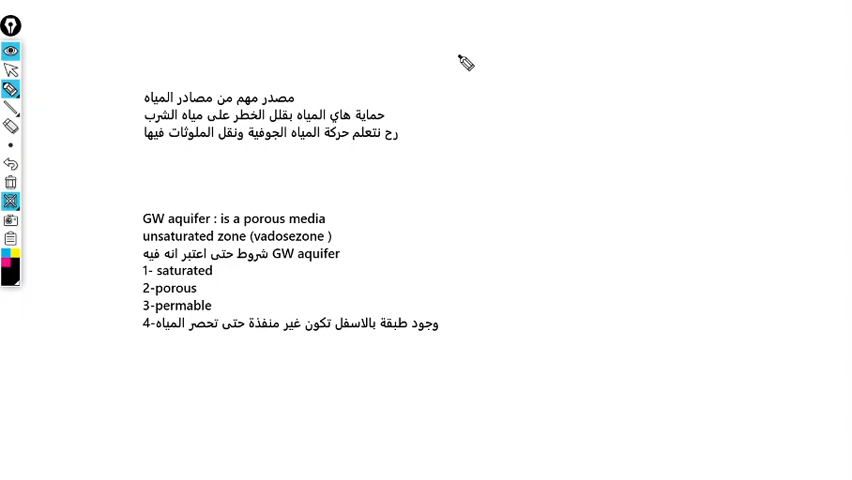 مصدر مهم من مصادر المياه
حماية هاي المياه بقلل الخطر على مياه الشرب
رح نتعلم حركة المياه الجوفية ونقل الملوثات فيها
GW aquifer : is a porous media
unsaturated zone (vadosezone )
شروط حتى اعتبر انه فيه GW aquifer
1- saturated
2-porous
3-permable
4-وجود طبقة بالاسفل تكون غير منفذة حتى تحصر المياه